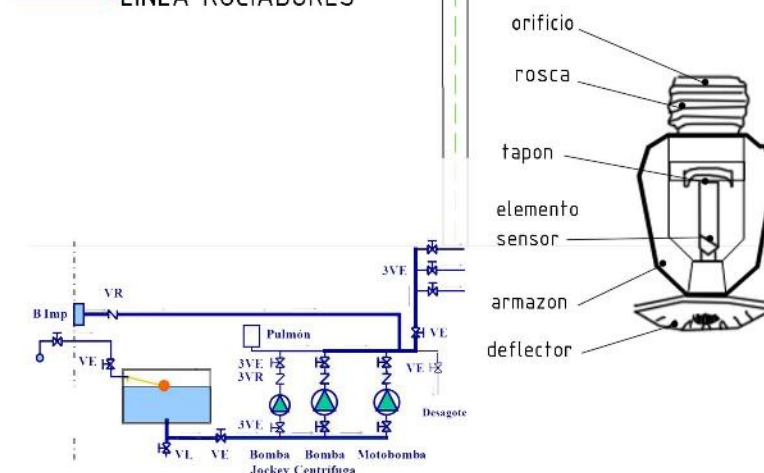 LINEA ROCIADORES
orificio
rosca
tapon
elemento
sensor
armazon
deflector
3VE
VR
B Imp
Pulmón
VE
VE
3VE
3VR
VE
Desagote
3VE
VL
VE
Bomba
Jockey
Bomba
Centrífuga
Motobomba